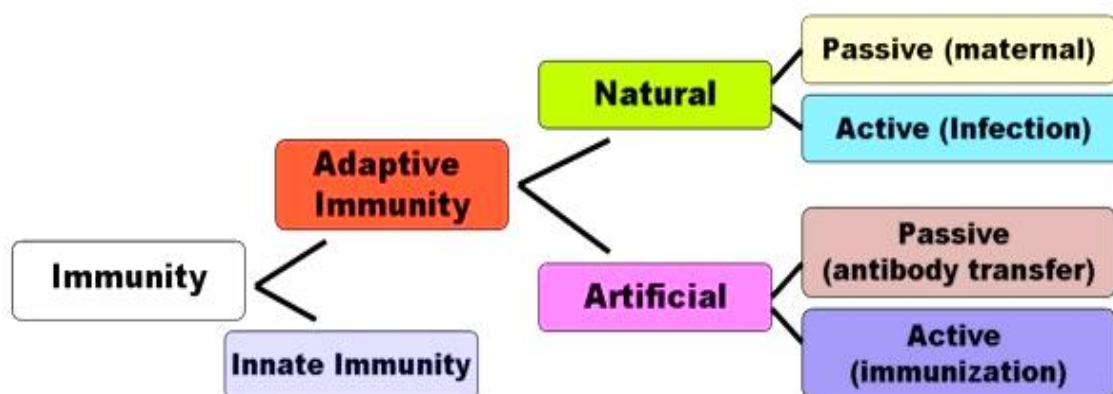 Immunity
Adaptive
Immunity
Innate Immunity
Natural
Artificial
Passive (maternal)
Active (Infection)
Passive
(antibody transfer)
Active
(immunization)